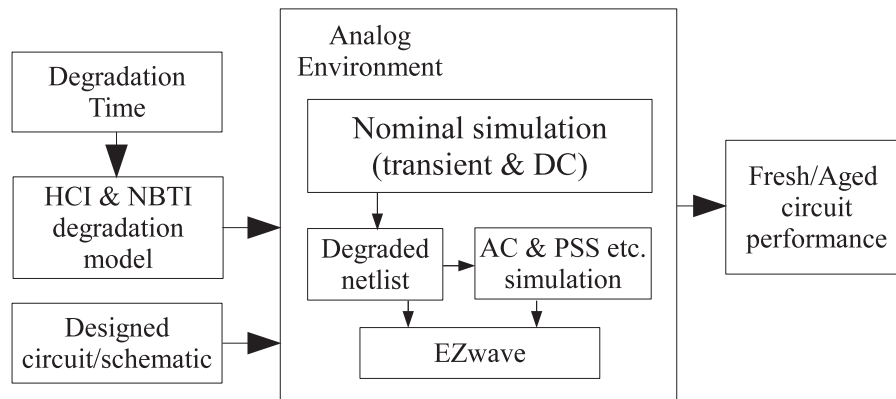 Degradation
Time
HCI & NBTI
degradation
model
Designed
circuit/schematic
Analog
Environment
Nominal simulation
(transient & DC)
Degraded
netlist
AC & PSS etc.
simulation
EZwave
Fresh/Aged
circuit
performance